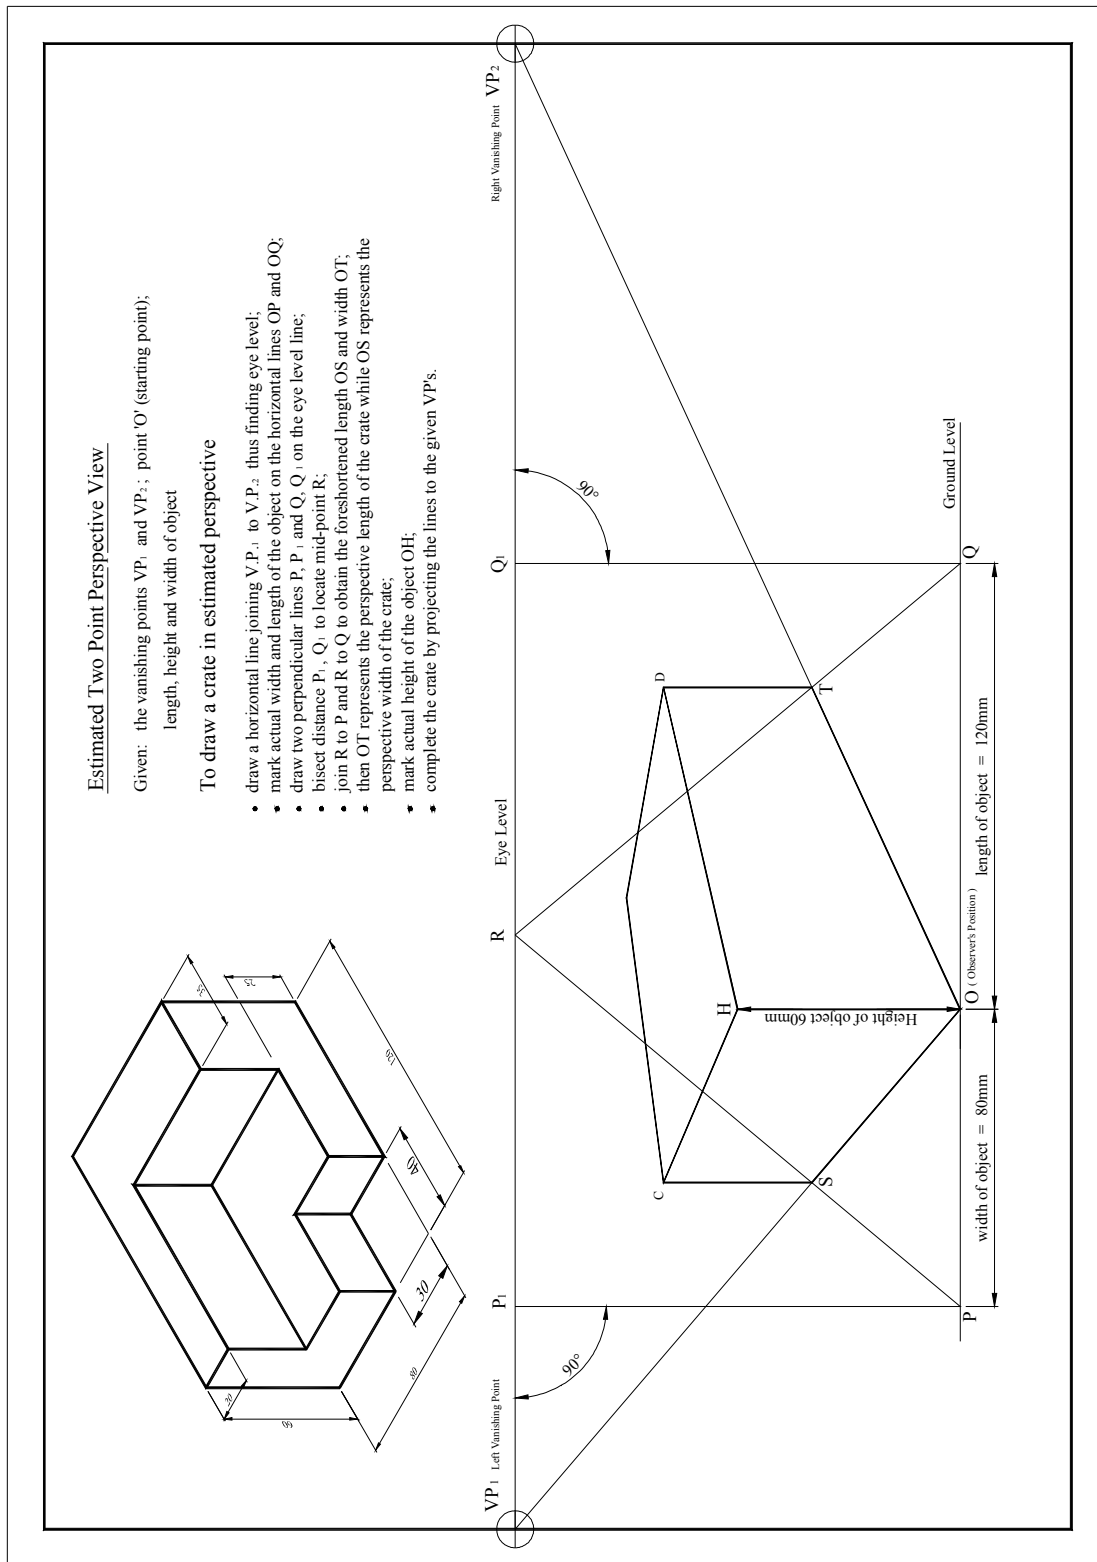 Estimated Two Point Perspective View
Given: the vanishing points VP1 and VP2 ; point 'O' (starting point);
length, height and width of object
To draw a crate in estimated perspective
• draw a horizontal line joining V.P.1 to V.P.2 thus finding eye level;
• mark actual width and length of the object on the horizontal lines OP and OQ;
• draw two perpendicular lines P, P1 and Q, Q1 on the eye level line;
• bisect distance P1, Q1 to locate mid-point R;
• join R to P and R to Q to obtain the foreshortened length OS and width OT;
• then OT represents the perspective length of the crate while OS represents the
perspective width of the crate;
• mark actual height of the object OH;
• complete the crate by projecting the lines to the given VP's.
30
60
80
30
40
120
35
25
VP1 Left Vanishing Point
P1
R
Eye Level
Q1
Right Vanishing Point VP2
90°
90°
C
H
D
S
T
Height of object 60mm
P
O ( Observer's Position )
Q
Ground Level
width of object = 80mm
length of object = 120mm